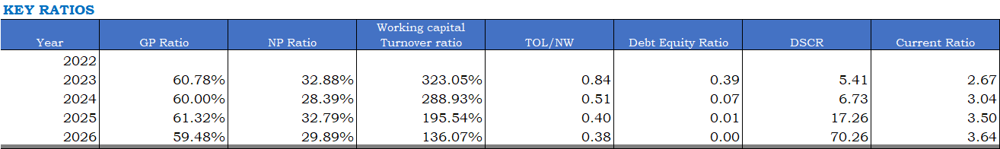 KEY RATIOS
Working capital
Year GP Ratio NP Ratio Turnover ratio TOL/NW Debt Equity Ratio DSCR Current Ratio
2022
2023 60.78% 32.88% 323.05% 0.84 0.39 5.41 2.67
2024 60.00% 28.39% 288.93% 0.51 0.07 6.73 3.04
2025 61.32% 32.79% 195.54% 0.40 0.01 17.26 3.50
2026 59.48% 29.89% 136.07% 0.38 0.00 70.26 3.64